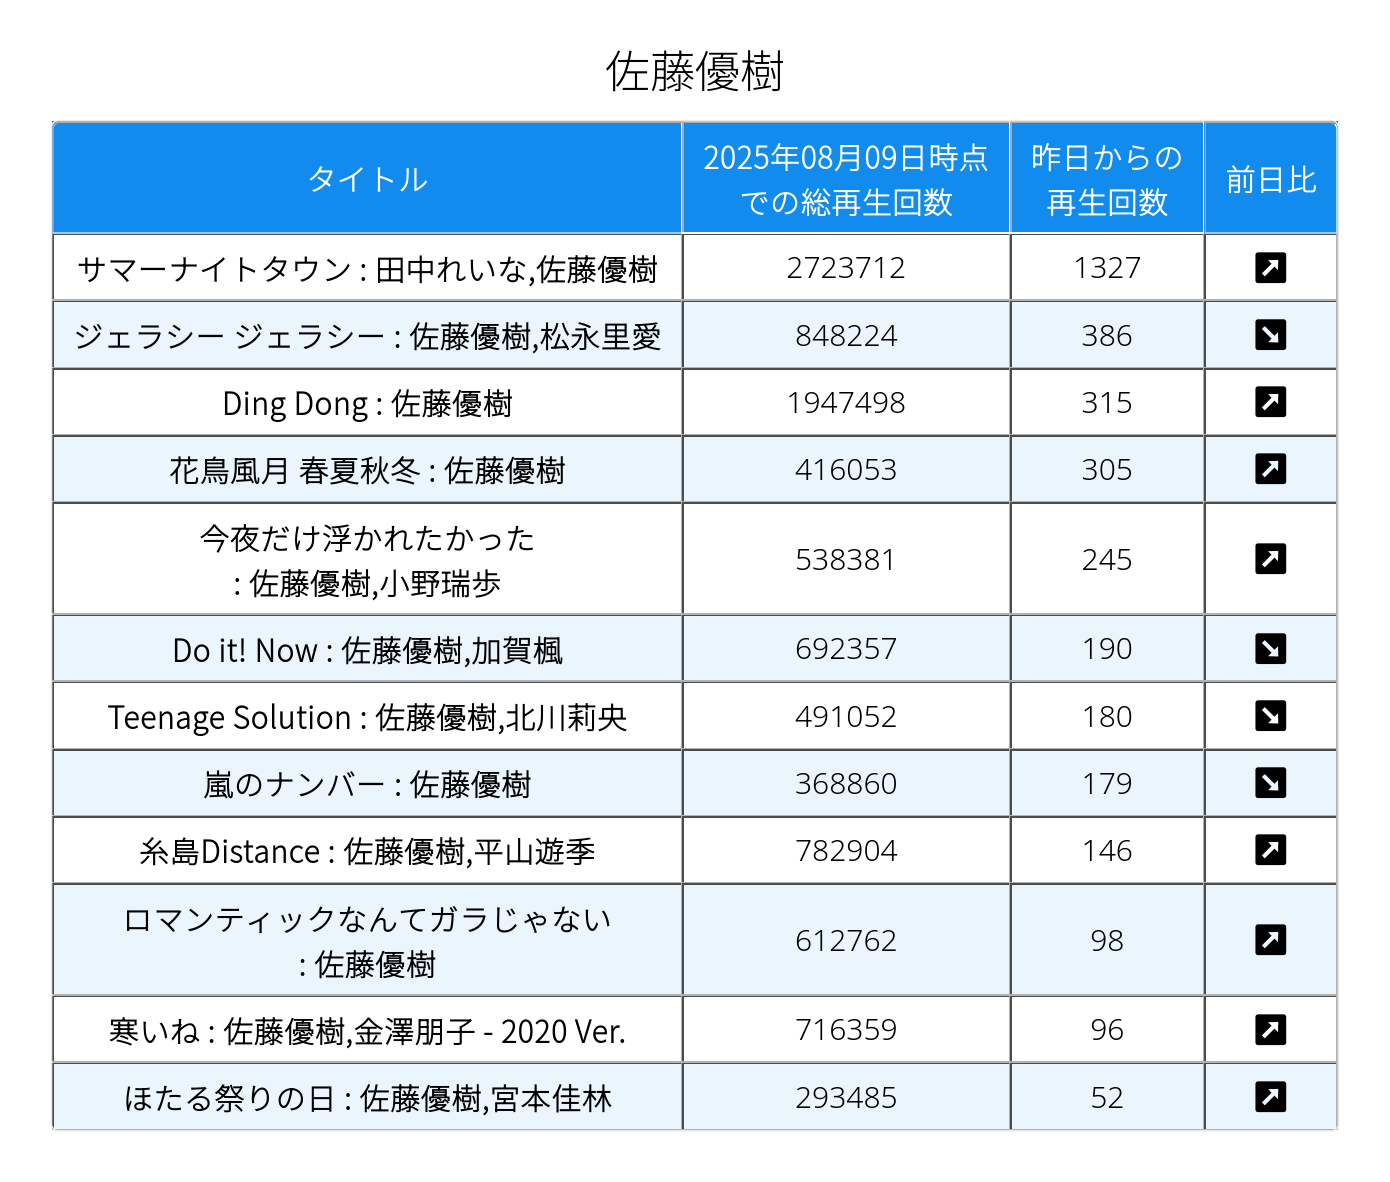 佐藤優樹
タイトル
2025年08月09日時点
での総再生回数
昨日からの
再生回数
前日比
サマーナイトタウン : 田中れいな,佐藤優樹 2723712 1327
ジェラシー ジェラシー : 佐藤優樹,松永里愛 848224 386
Ding Dong : 佐藤優樹 1947498 315
花鳥風月 春夏秋冬 : 佐藤優樹 416053 305
今夜だけ浮かれたかった
: 佐藤優樹,小野瑞歩 538381 245
Do it! Now : 佐藤優樹,加賀楓 692357 190
Teenage Solution : 佐藤優樹,北川莉央 491052 180
嵐のナンバー : 佐藤優樹 368860 179
糸島Distance : 佐藤優樹,平山遊季 782904 146
ロマンティックなんてガラじゃない
: 佐藤優樹 612762 98
寒いね : 佐藤優樹,金澤朋子 - 2020 Ver. 716359 96
ほたる祭りの日 : 佐藤優樹,宮本佳林 293485 52